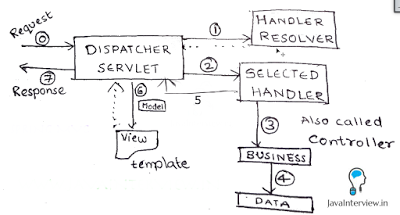 Request
0
7
Response
DISPATCHER
SERVLET
1
HANDLER
RESOLVER
2
SELECTED
HANDLER
5
6
Model
View
template
3
Also called
Controller
BUSINESS
4
DATA
JavaInterview.in